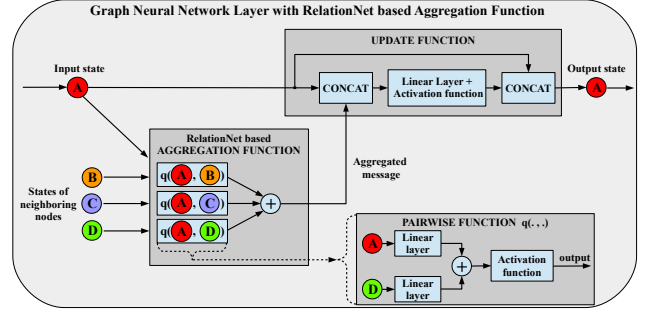 Graph Neural Network Layer with RelationNet based Aggregation Function
UPDATE FUNCTION
Input state
Output state
A
CONCAT
Linear Layer +
Activation function
CONCAT
A
RelationNet based
AGGREGATION FUNCTION
Aggregated
message
B
q(A, B)
States of
neighboring
nodes
C
q(A, C)
+
D
q(A, D)
PAIRWISE FUNCTION q(. , .)
A
Linear
layer
+
Activation
function
output
D
Linear
layer